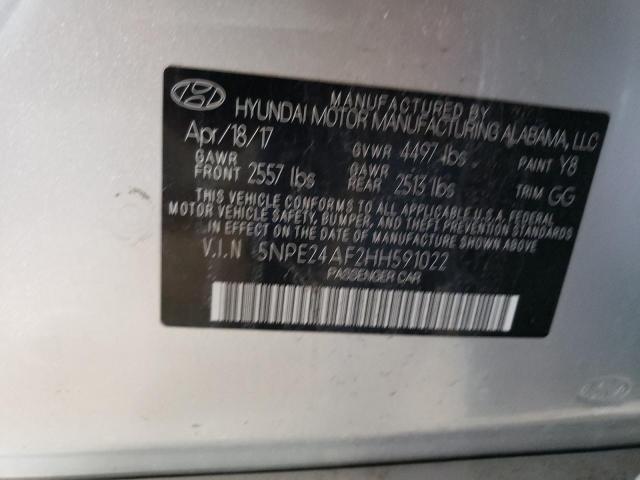 MANUFACTURED BY
HYUNDAI MOTOR MANUFACTURING ALABAMA, LLC
Apr/18/17 GVWR 4497 lbs PAINT Y8
GAWR FRONT 2557 lbs GAWR REAR 2513 lbs TRIM GG
THIS VEHICLE CONFORMS TO ALL APPLICABLE U.S.A. FEDERAL
MOTOR VEHICLE SAFETY, BUMPER, AND THEFT PREVENTION STANDARDS
IN EFFECT ON THE DATE OF MANUFACTURE SHOWN ABOVE.
V.I.N 5NPE24AF2HH591022
PASSENGER CAR